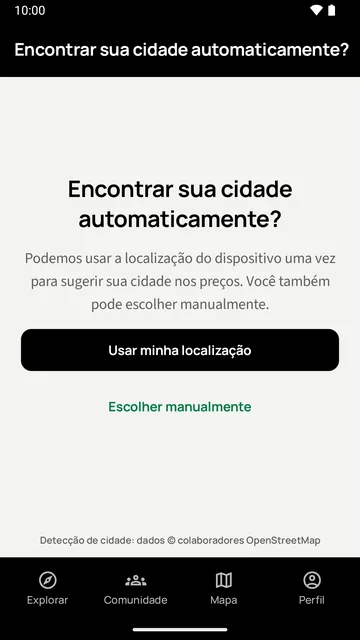 10:00
Encontrar sua cidade automaticamente?
Encontrar sua cidade
automaticamente?
Podemos usar a localização do dispositivo uma vez
para sugerir sua cidade nos preços. Você também
pode escolher manualmente.
Usar minha localização
Escolher manualmente
Detecção de cidade: dados © colaboradores OpenStreetMap
Explorar
Comunidade
Mapa
Perfil